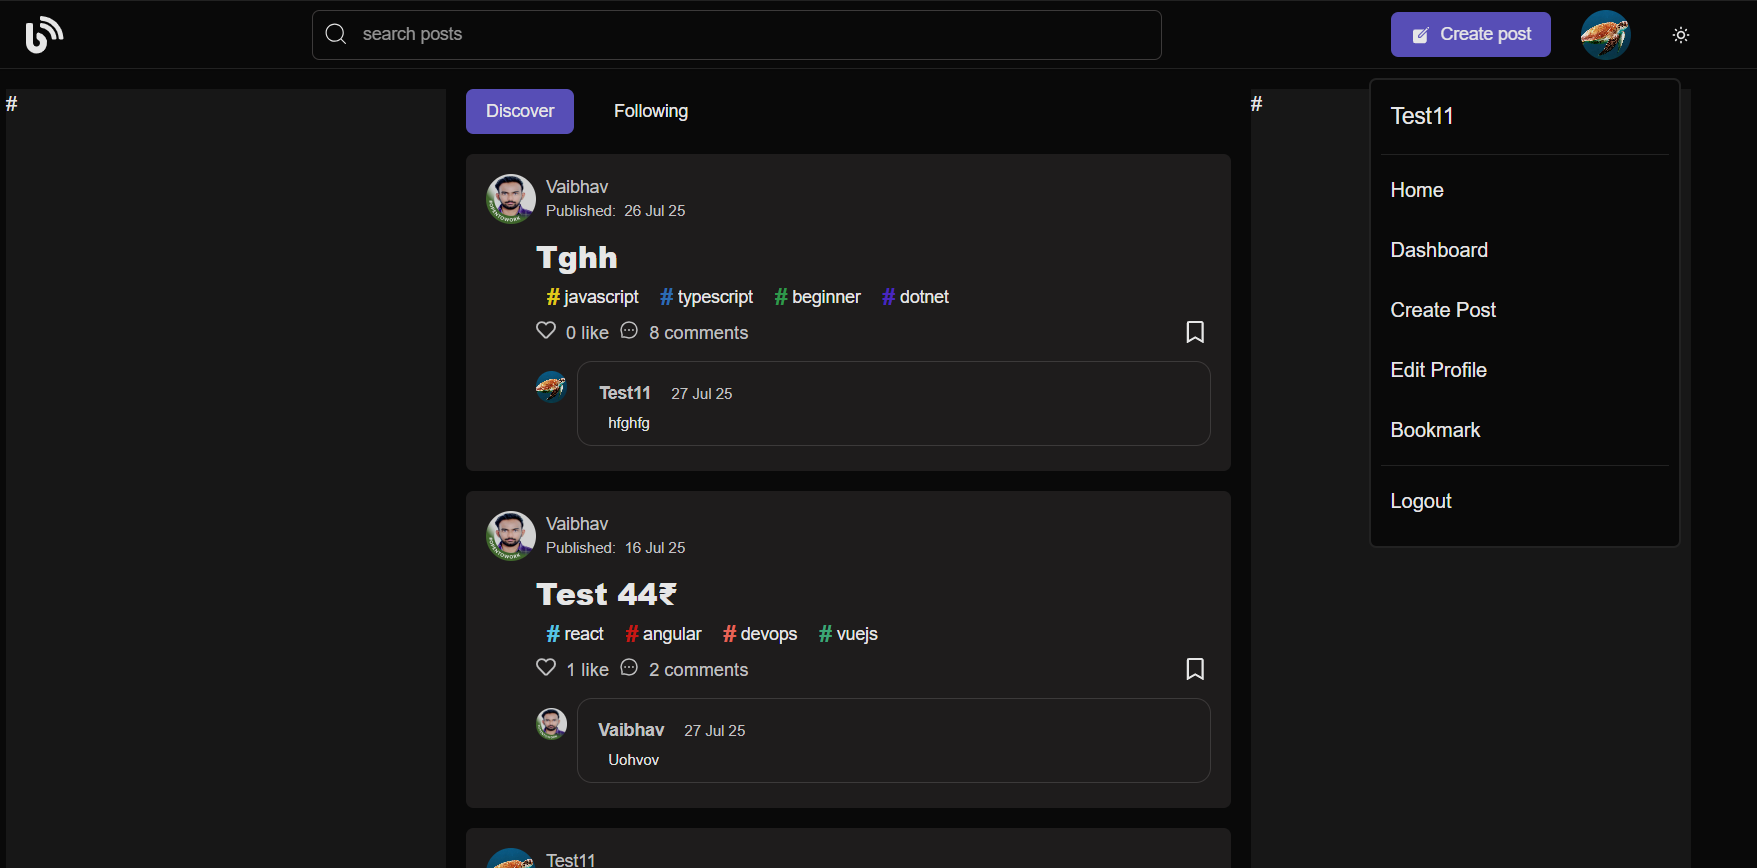 search posts
Create post
#
Discover Following
#
Test11
Home
Dashboard
Create Post
Edit Profile
Bookmark
Logout
Vaibhav
Published: 26 Jul 25
Tghh
#javascript #typescript #beginner #dotnet
0 like 8 comments
Test11 27 Jul 25
hfghfg
Vaibhav
Published: 16 Jul 25
Test 44₹
#react #angular #devops #vuejs
1 like 2 comments
Vaibhav 27 Jul 25
Uohvov
Test11